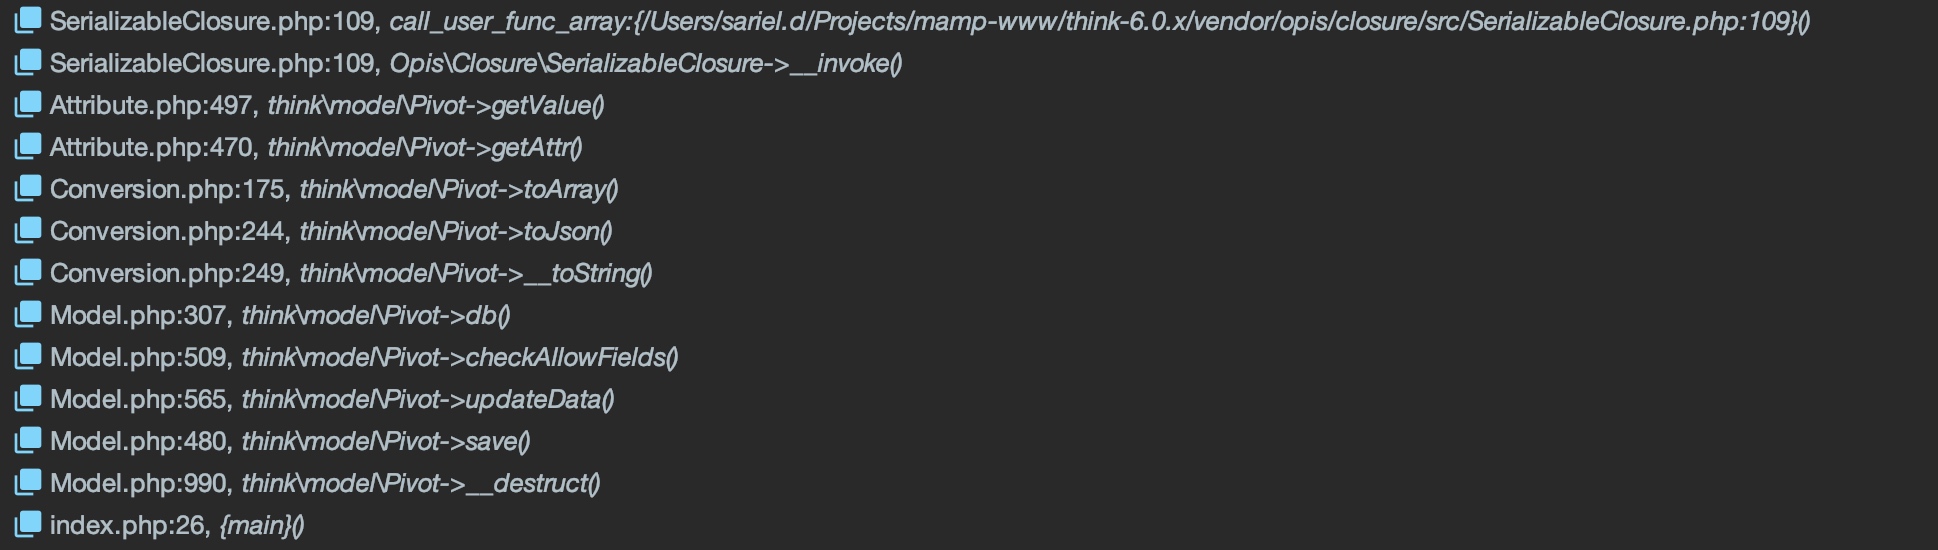 SerializableClosure.php:109, call_user_func_array:{/Users/sariel.d/Projects/mamp-www/think-6.0.x/vendor/opis/closure/src/SerializableClosure.php:109}()
SerializableClosure.php:109, Opis\Closure\SerializableClosure->__invoke()
Attribute.php:497, think\model\Pivot->getValue()
Attribute.php:470, think\model\Pivot->getAttr()
Conversion.php:175, think\model\Pivot->toArray()
Conversion.php:244, think\model\Pivot->toJson()
Conversion.php:249, think\model\Pivot->__toString()
Model.php:307, think\model\Pivot->db()
Model.php:509, think\model\Pivot->checkAllowFields()
Model.php:565, think\model\Pivot->updateData()
Model.php:480, think\model\Pivot->save()
Model.php:990, think\model\Pivot->__destruct()
index.php:26, {main}()